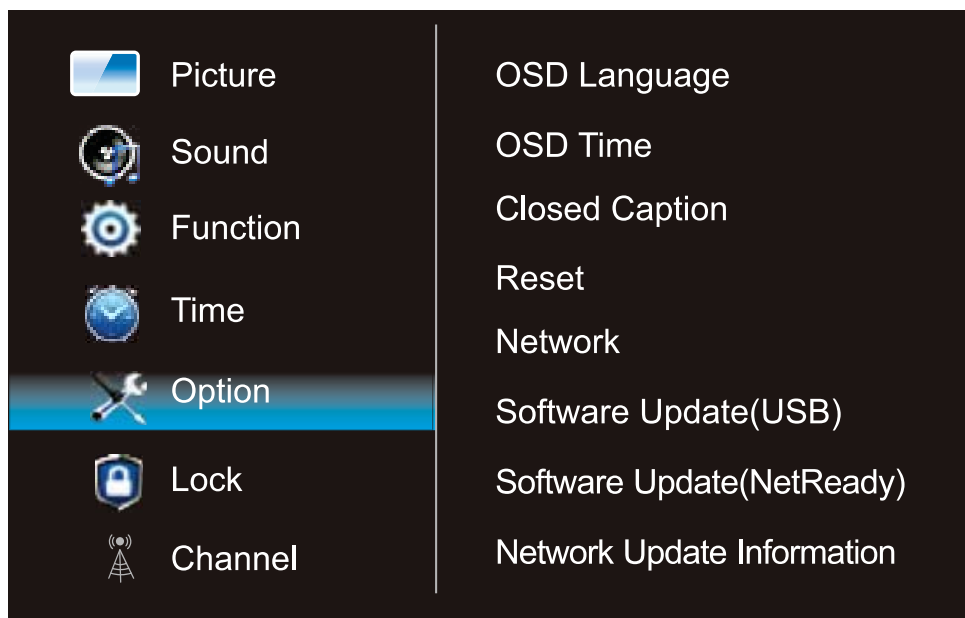 Picture
Sound
Function
Time
Option
Lock
Channel
OSD Language
OSD Time
Closed Caption
Reset
Network
Software Update(USB)
Software Update(NetReady)
Network Update Information